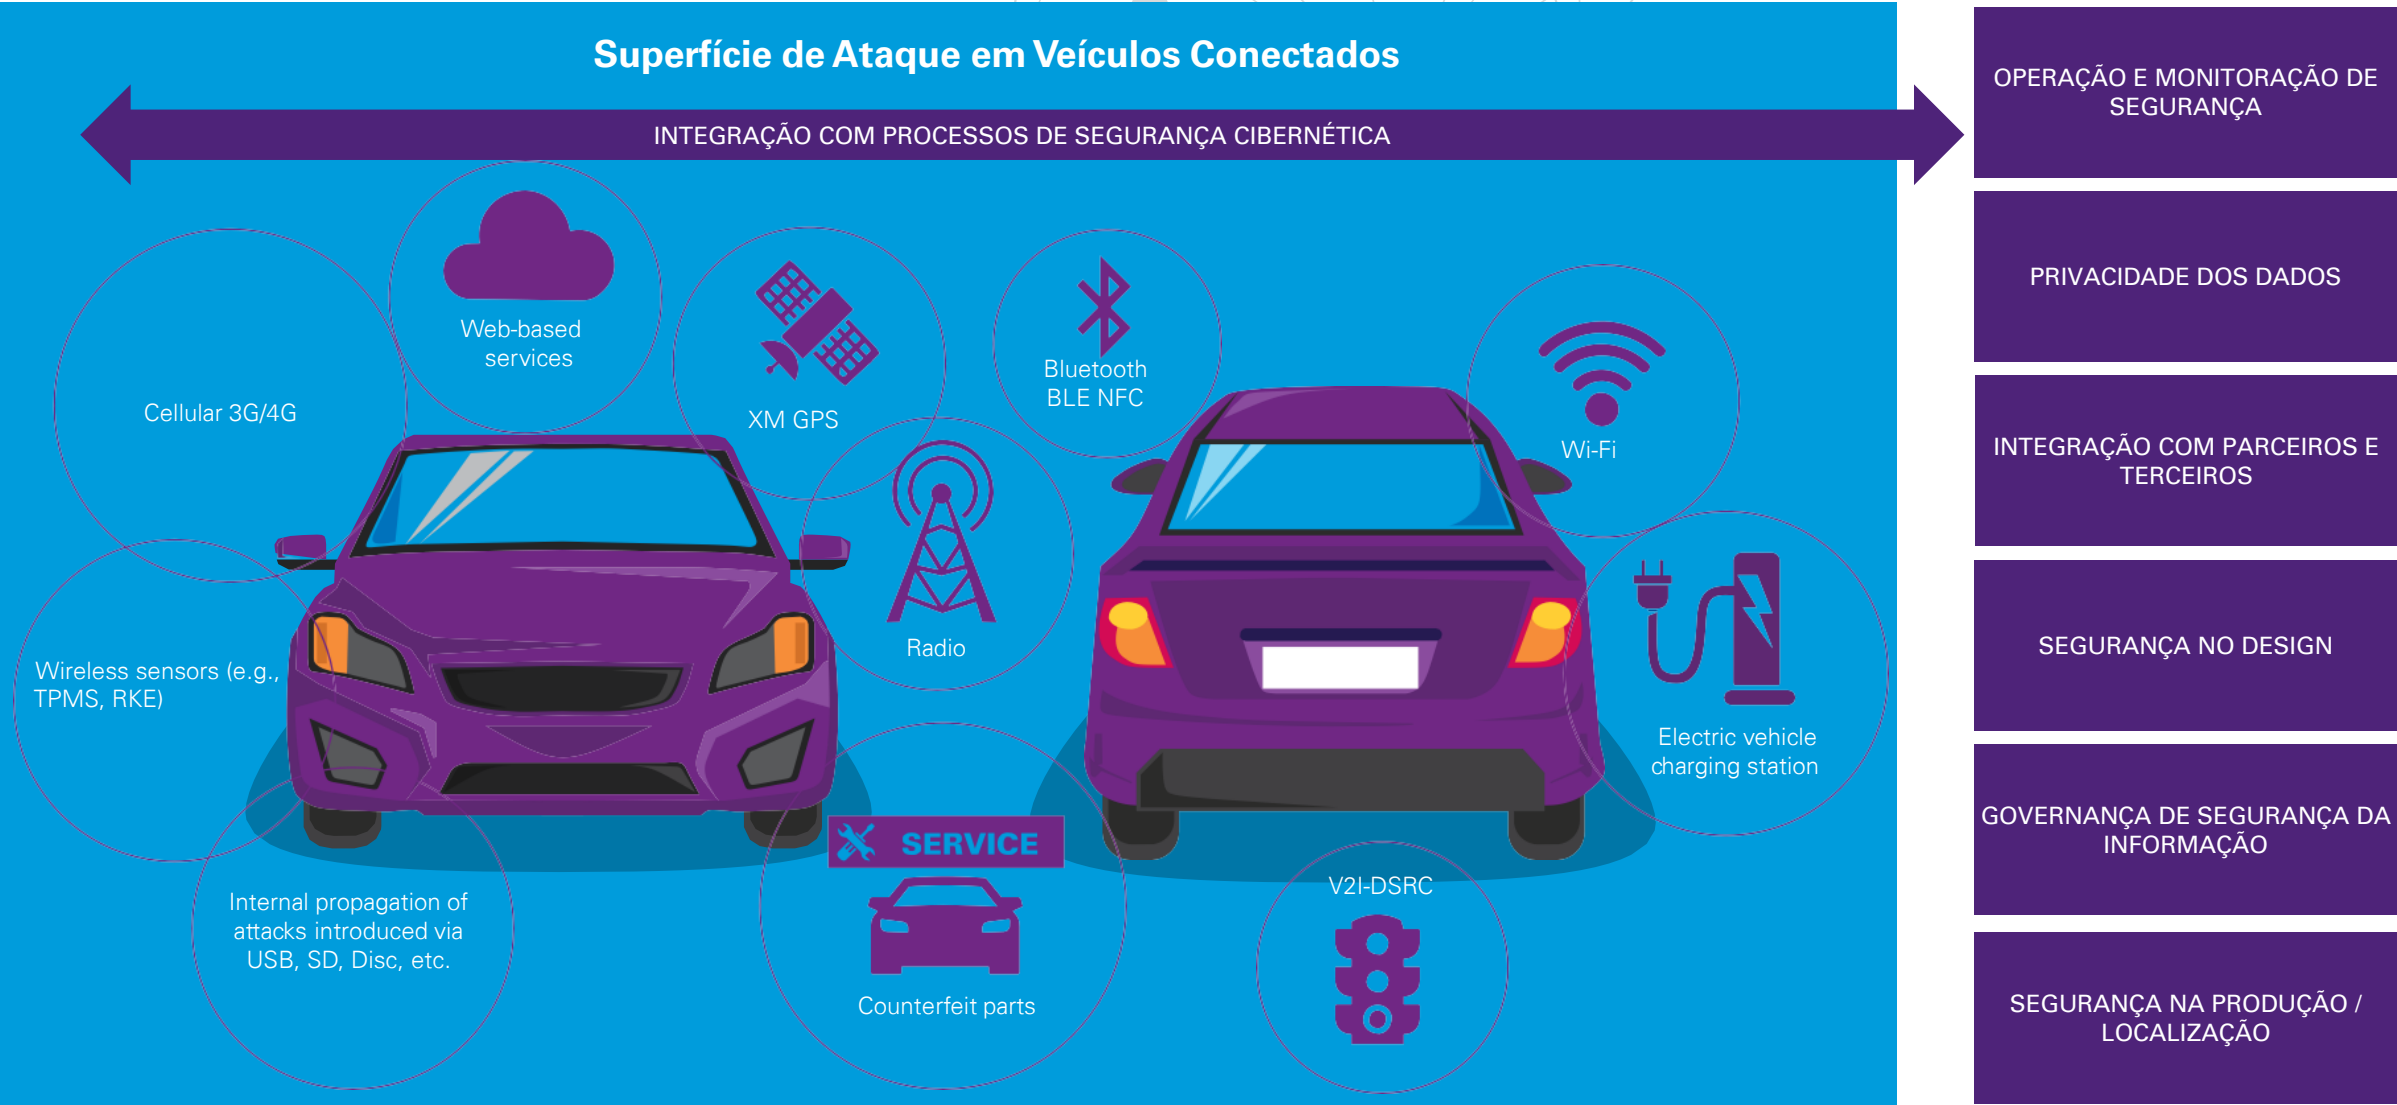 Superfície de Ataque em Veículos Conectados
INTEGRAÇÃO COM PROCESSOS DE SEGURANÇA CIBERNÉTICA
Web-based
services
Cellular 3G/4G
XM GPS
Bluetooth
BLE NFC
Wi-Fi
Radio
Wireless sensors (e.g.,
TPMS, RKE)
Electric vehicle
charging station
SERVICE
Counterfeit parts
Internal propagation of
attacks introduced via
USB, SD, Disc, etc.
V2I-DSRC
OPERAÇÃO E MONITORAÇÃO DE
SEGURANÇA
PRIVACIDADE DOS DADOS
INTEGRAÇÃO COM PARCEIROS E
TERCEIROS
SEGURANÇA NO DESIGN
GOVERNANÇA DE SEGURANÇA DA
INFORMAÇÃO
SEGURANÇA NA PRODUÇÃO /
LOCALIZAÇÃO